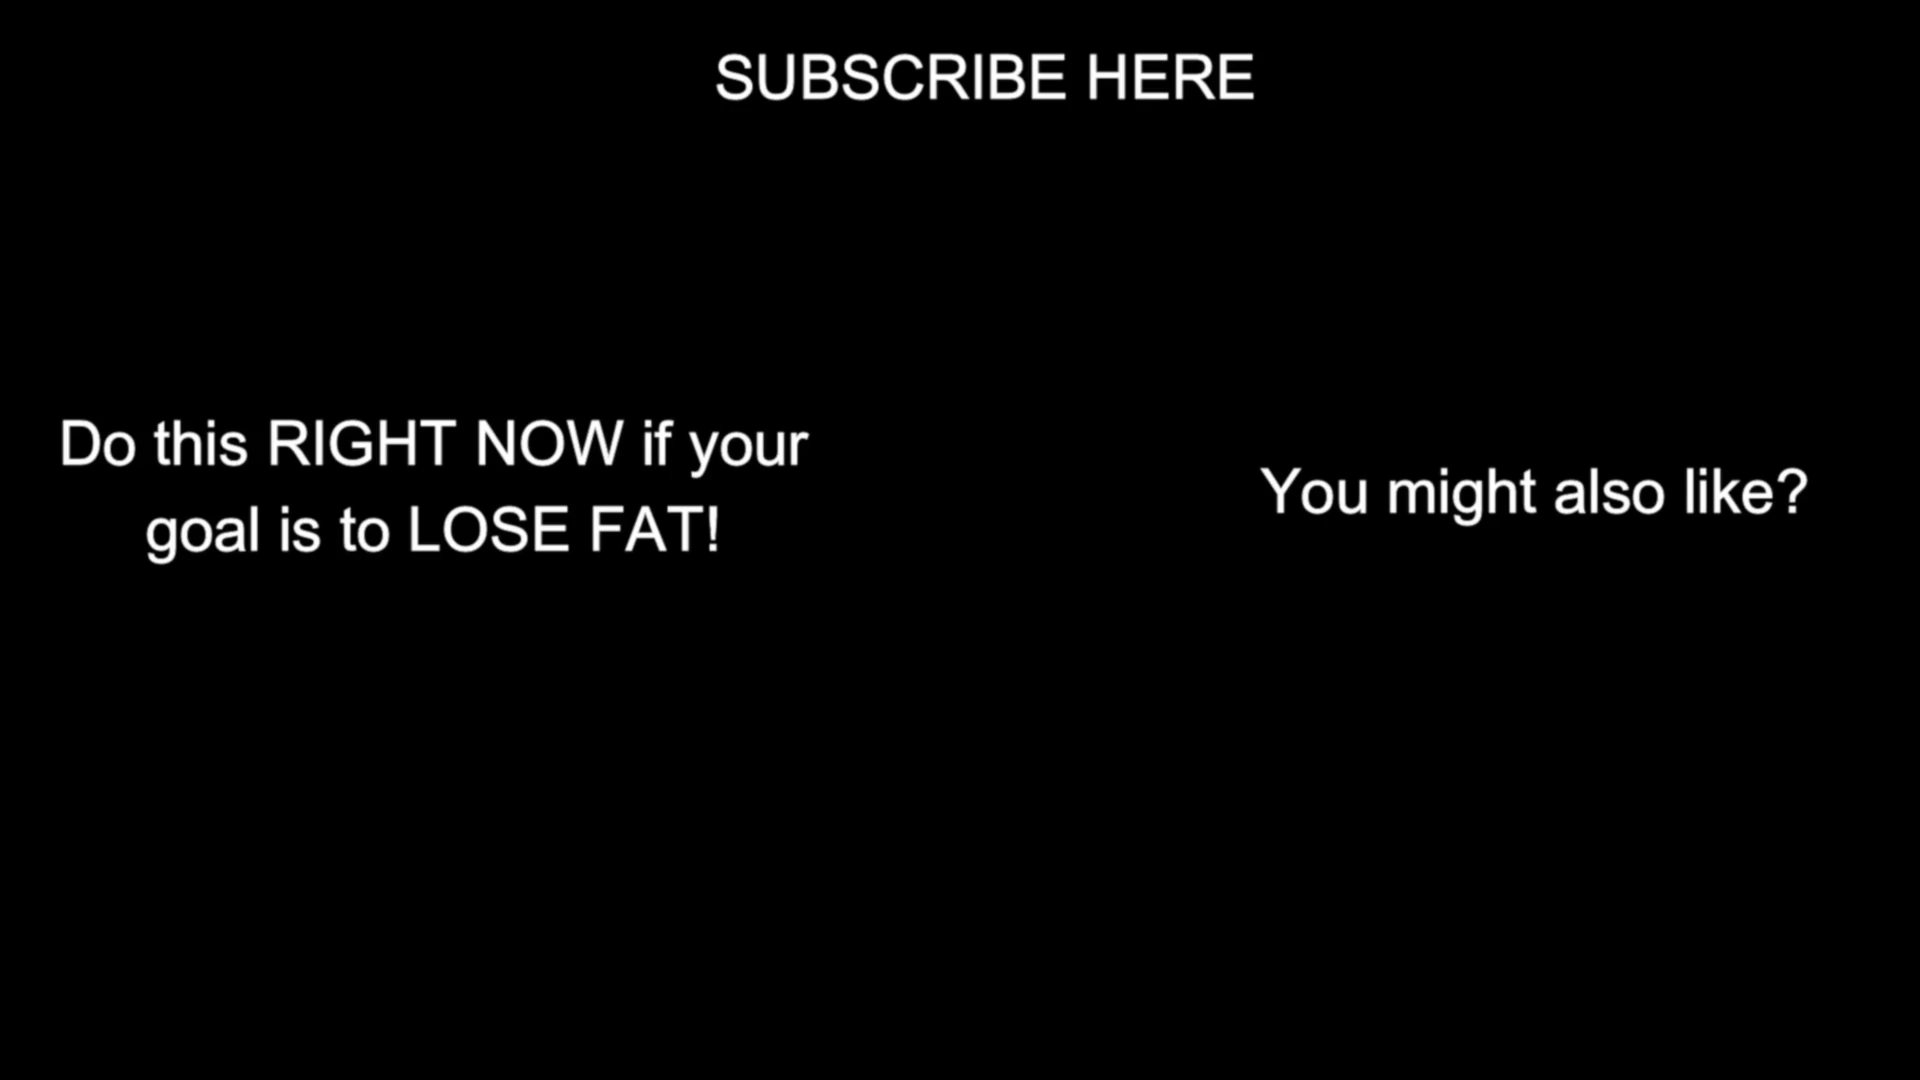 SUBSCRIBE HERE
Do this RIGHT NOW if your
goal is to LOSE FAT!
You might also like?